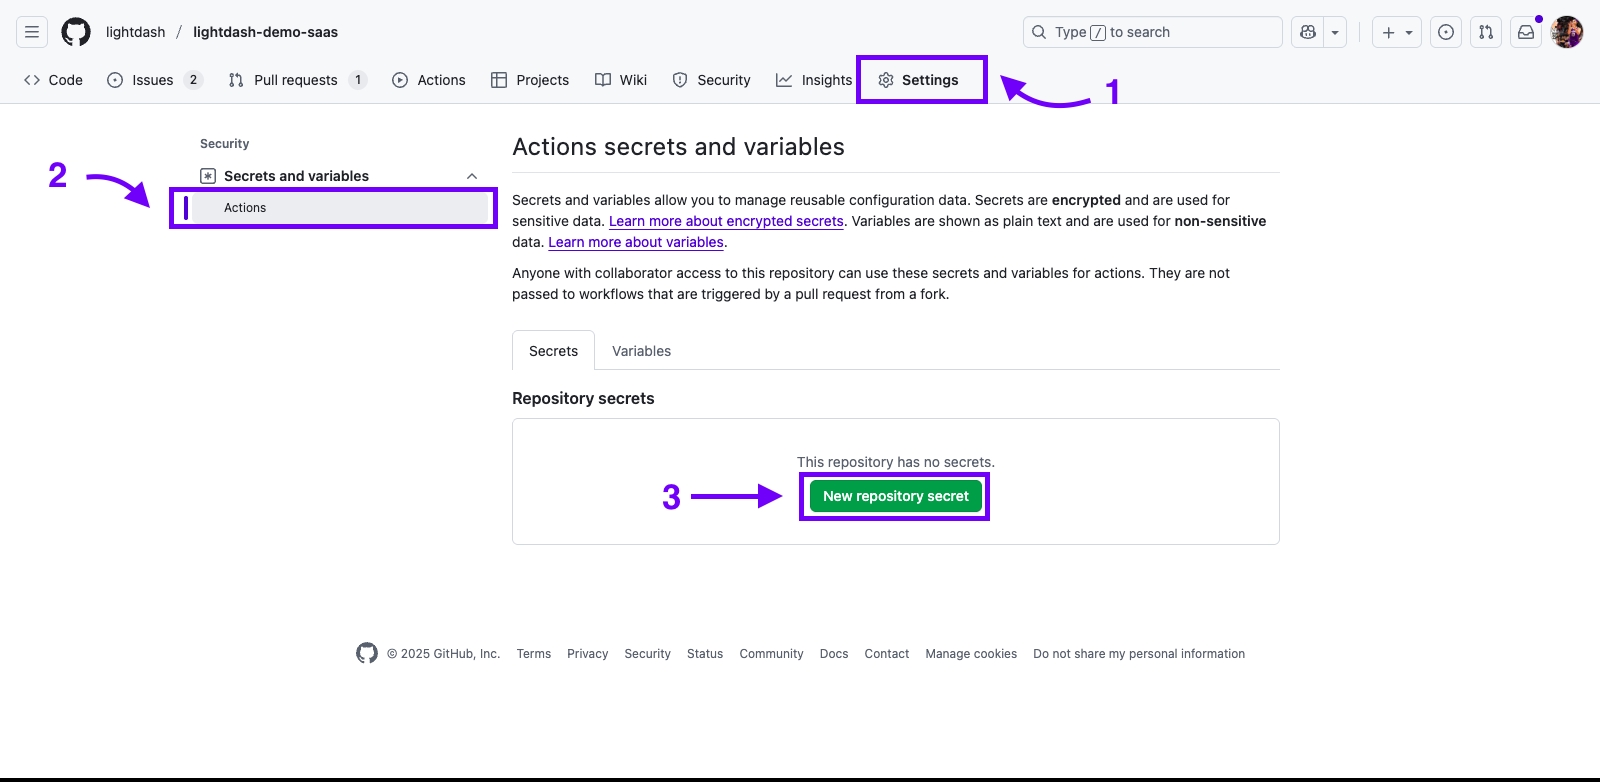 lightdash / lightdash-demo-saas
Type / to search
Code Issues 2 Pull requests 1 Actions Projects Wiki Security Insights Settings
1
Security
2
Secrets and variables
Actions
Actions secrets and variables
Secrets and variables allow you to manage reusable configuration data. Secrets are encrypted and are used for
sensitive data. Learn more about encrypted secrets. Variables are shown as plain text and are used for non-sensitive
data. Learn more about variables.
Anyone with collaborator access to this repository can use these secrets and variables for actions. They are not
passed to workflows that are triggered by a pull request from a fork.
Secrets Variables
Repository secrets
This repository has no secrets.
3
New repository secret
© 2025 GitHub, Inc. Terms Privacy Security Status Community Docs Contact Manage cookies Do not share my personal information